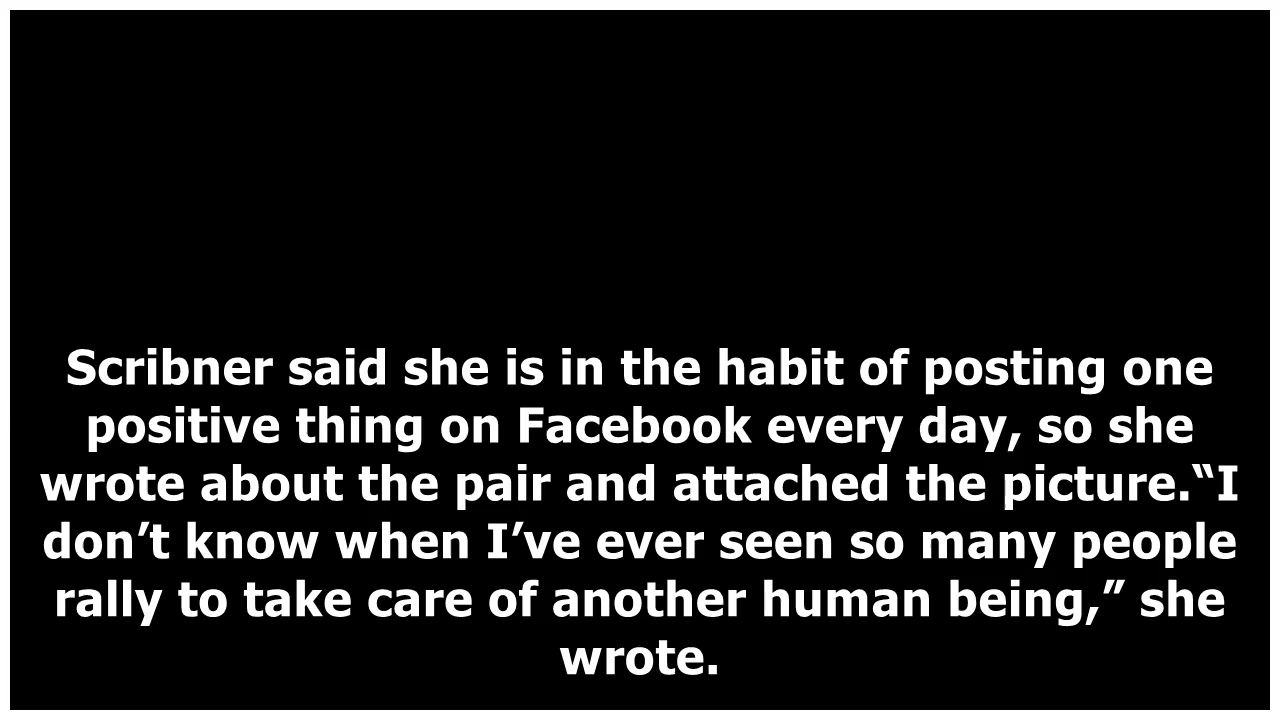 Scribner said she is in the habit of posting one
positive thing on Facebook every day, so she
wrote about the pair and attached the picture.“I
don’t know when I’ve ever seen so many people
rally to take care of another human being,” she
wrote.